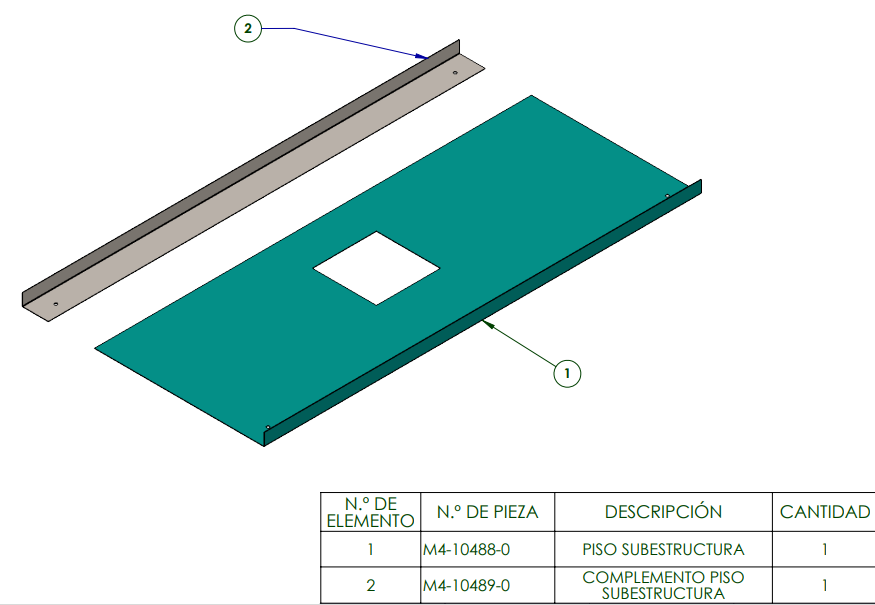 2
1
N.º DE
ELEMENTO
N.º DE PIEZA
DESCRIPCIÓN
CANTIDAD
1
M4-10488-0
PISO SUBESTRUCTURA
1
2
M4-10489-0
COMPLEMENTO PISO
SUBESTRUCTURA
1